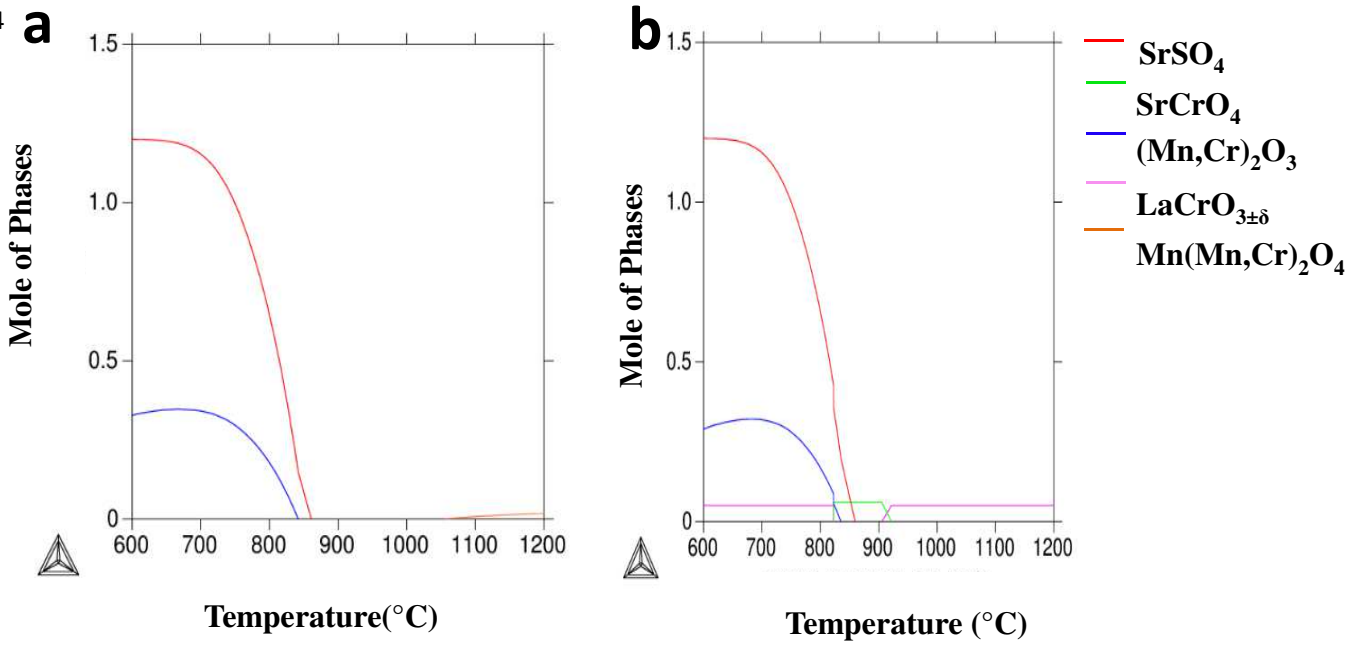 4
a
1.5
1.0
0.5
0
600 700 800 900 1000 1100 1200
Mole of Phases
Temperature(°C)
b
1.5
1.0
0.5
0
600 700 800 900 1000 1100 1200
Mole of Phases
Temperature (°C)
SrSO₄
SrCrO₄
(Mn,Cr)₂O₃
LaCrO₃±δ
Mn(Mn,Cr)₂O₄